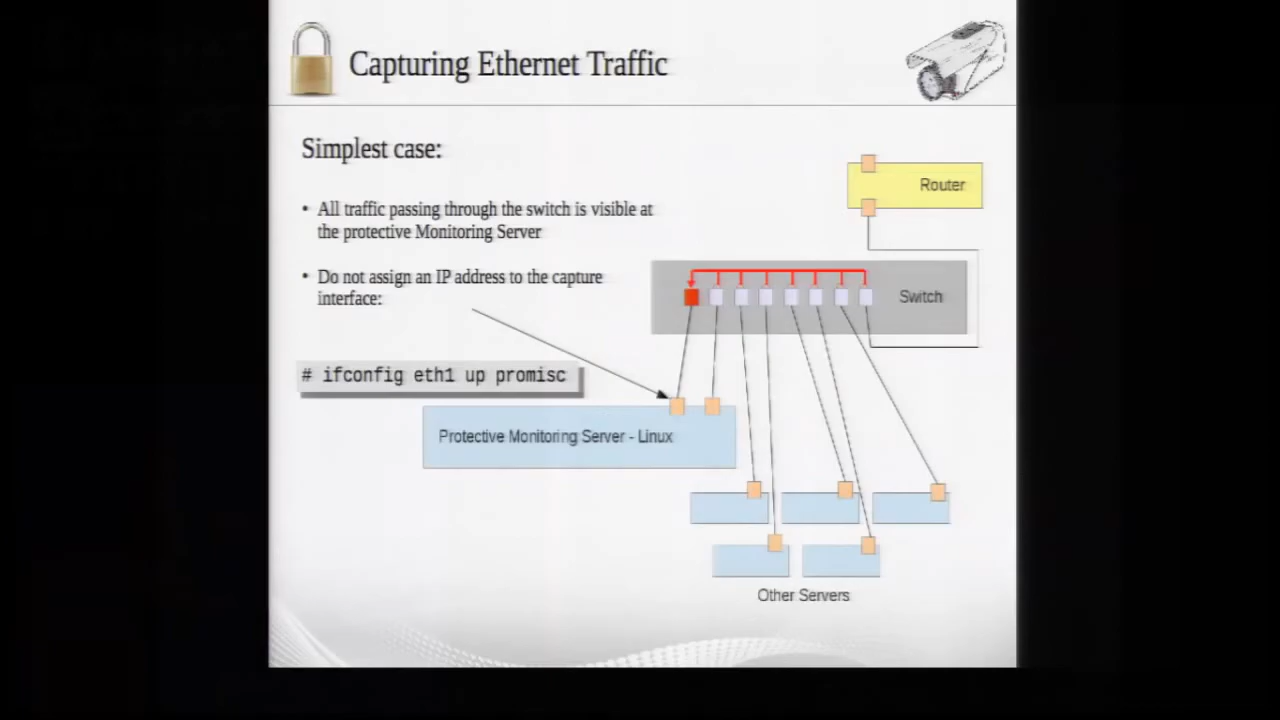 Capturing Ethernet Traffic
Simplest case:
• All traffic passing through the switch is visible at
the protective Monitoring Server
• Do not assign an IP address to the capture
interface:
# ifconfig eth1 up promisc
Router
Switch
Protective Monitoring Server - Linux
Other Servers